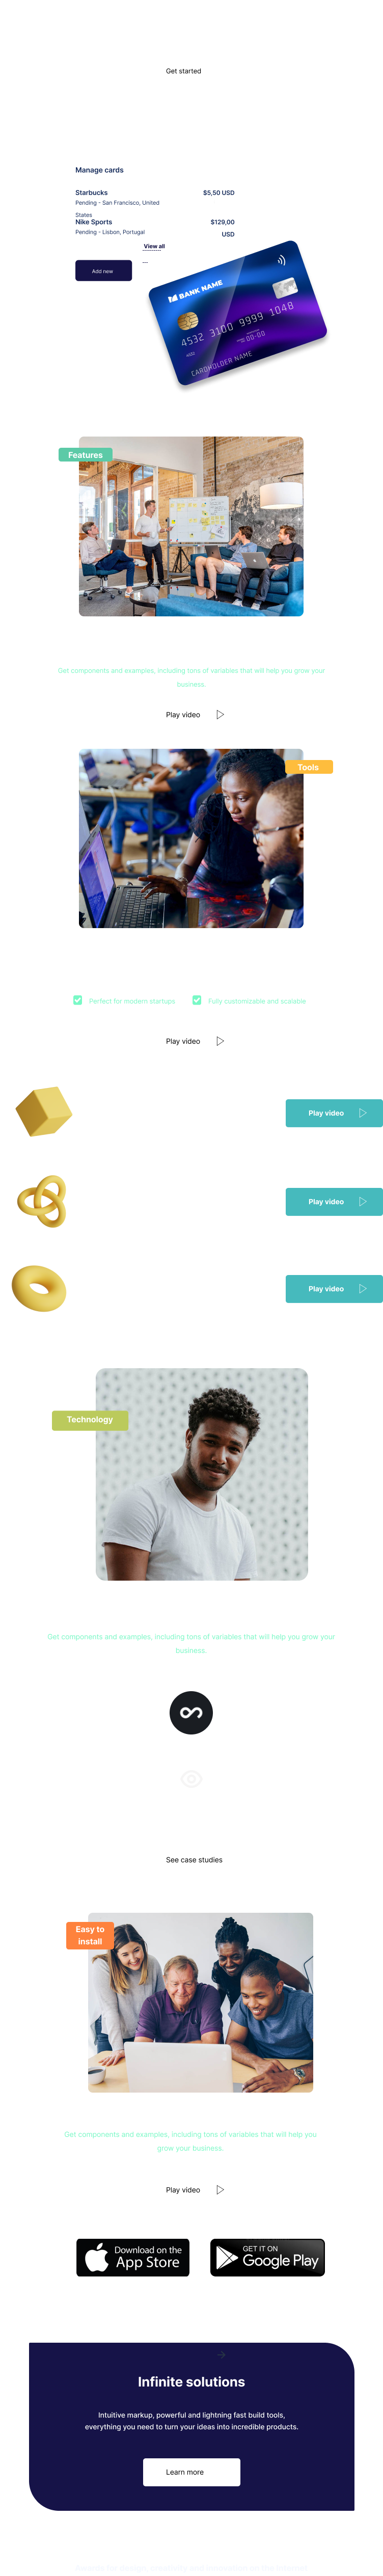 Get started
Manage cards
Starbucks
$5,50 USD
Pending - San Francisco, United
States
Nike Sports
$129,00
Pending - Lisbon, Portugal
USD
View all
Add new
BANK NAME
4532 3100 9999 1048
00-00
CARDHOLDER NAME
Features
Get components and examples, including tons of variables that will help you grow your
business.
Play video
Tools
Perfect for modern startups
Fully customizable and scalable
Play video
Play video
Play video
Play video
Technology
Get components and examples, including tons of variables that will help you grow your
business.
See case studies
Easy to
install
Get components and examples, including tons of variables that will help you
grow your business.
Play video
Download on the
App Store
GET IT ON
Google Play
Infinite solutions
Intuitive markup, powerful and lightning fast build tools,
everything you need to turn your ideas into incredible products.
Learn more